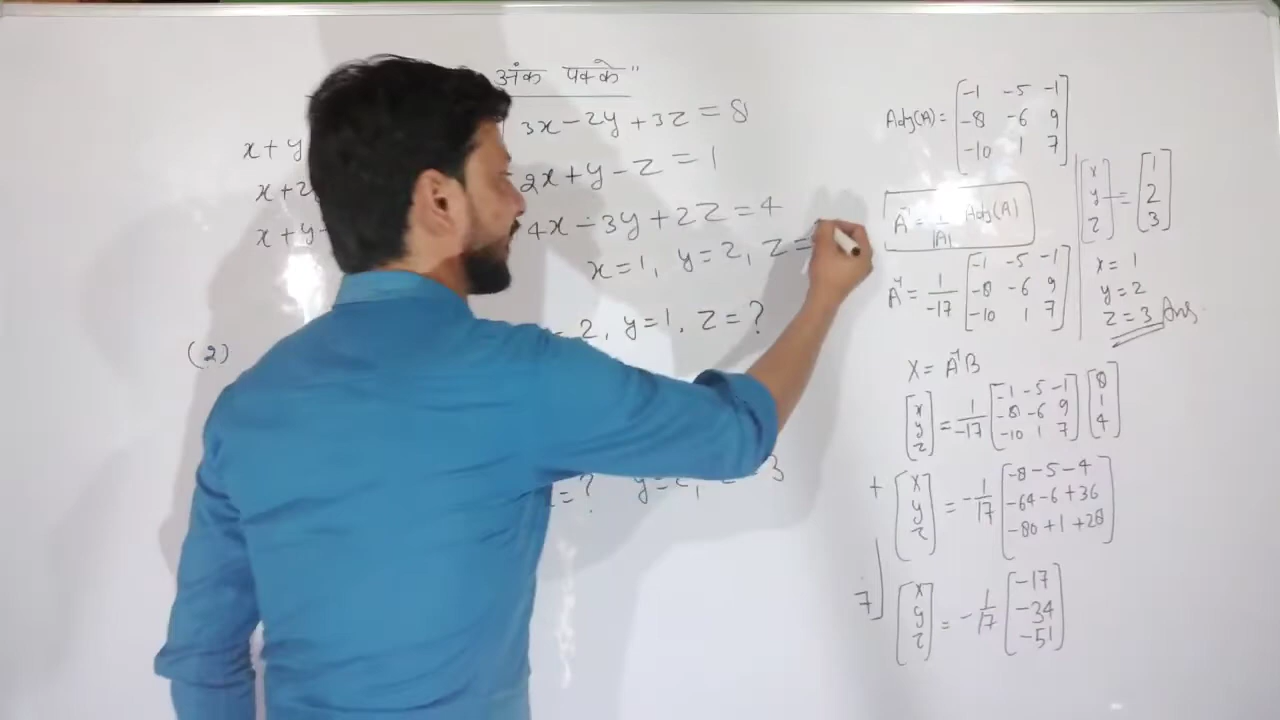 अंक पक्के"
x+y
3x-2y+3z=8
x+2
2x+y-z=1
x+y-
4x-3y+2z=4
x=1, y=2, z=
(2)
2, y=1, z=?
=?
3
Adj(A)= [-1 -5 -1
-8 -6 9
-10 1 7]
A⁻¹ = 1/|A| Adj(A)
A⁻¹ = 1/-17 [-1 -5 -1
-8 -6 9
-10 1 7]
X = A⁻¹B
[x y z] = 1/-17 [-1 -5 -1
-8 -6 9
-10 1 7] [8 1 4]
+ [x y z] = -1/17 [-8-5-4
-64-6+36
-80+1+28]
7] [x y z] = -1/17 [-17
-34
-51]
[x y z] = [1 2 3]
x = 1
y = 2
z = 3 Ans